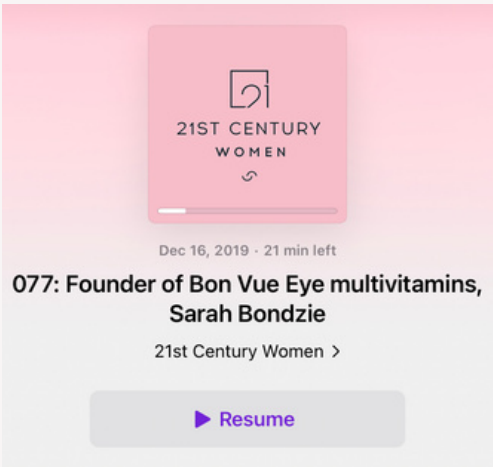 21
21ST CENTURY
WOMEN
Dec 16, 2019 · 21 min left
077: Founder of Bon Vue Eye multivitamins,
Sarah Bondzie
21st Century Women >
Resume